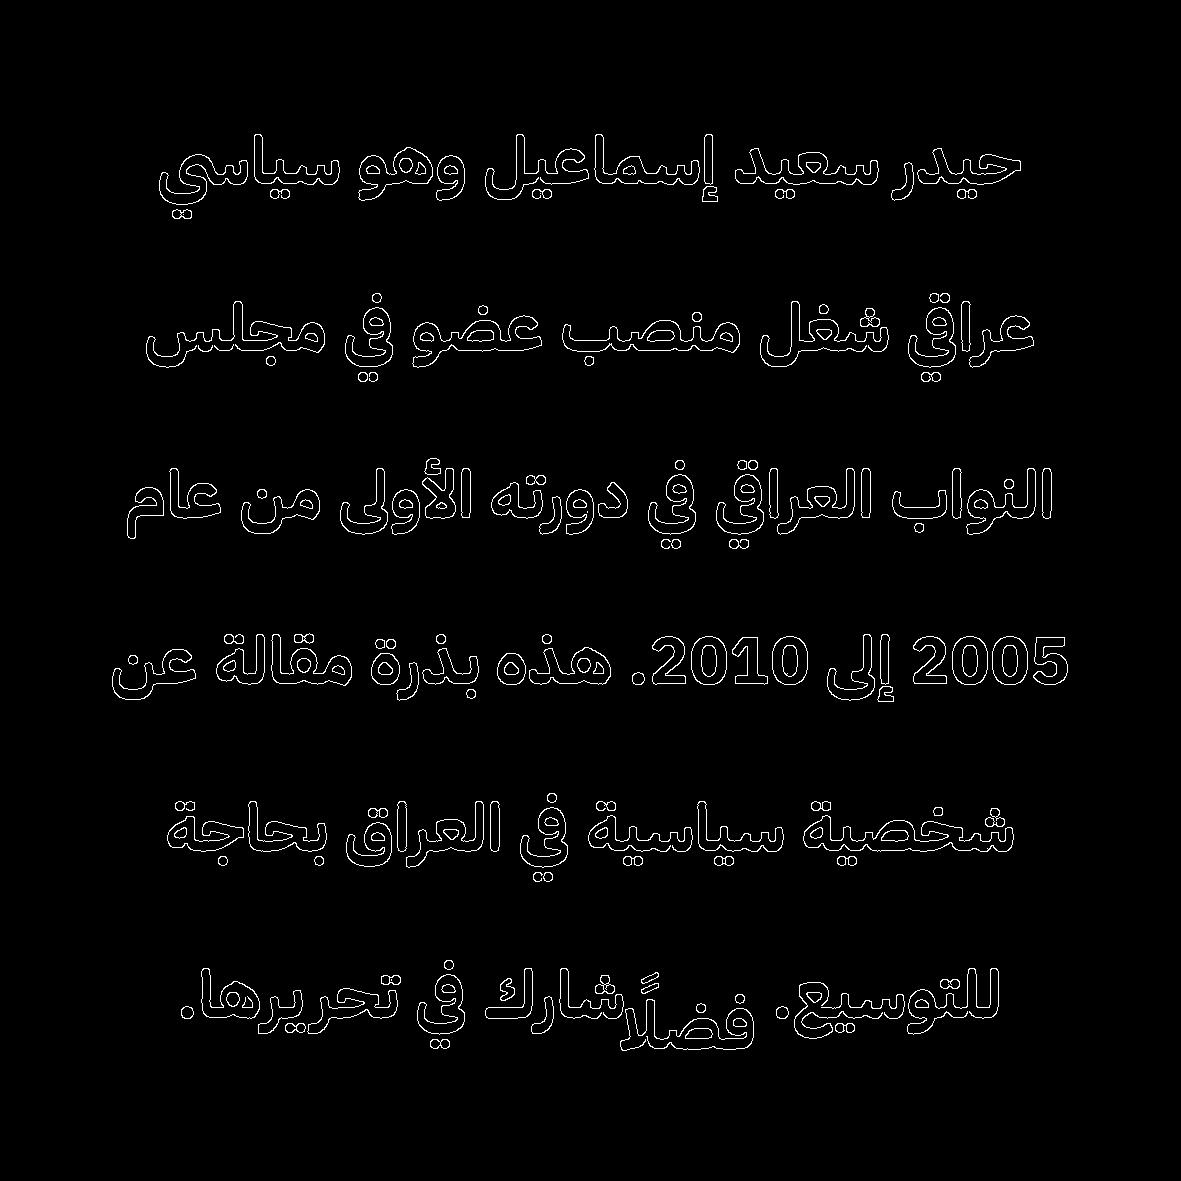 حيدر سعيد إسماعيل وهو سياسي
عراقي شغل منصب عضو في مجلس
النواب العراقي في دورته الأولى من عام
2005 إلى 2010. هذه بذرة مقالة عن
شخصية سياسية في العراق بحاجة
للتوسيع. فضلًا شارك في تحريرها.